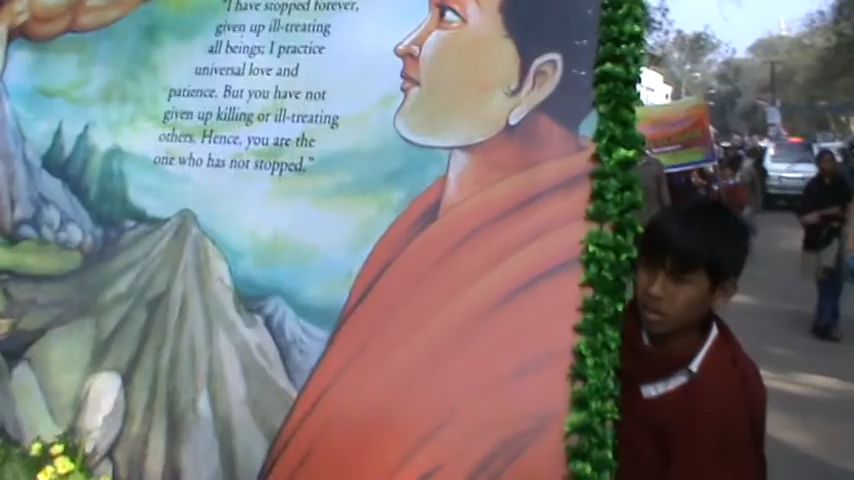 "I have stopped forever,
given up ill-treating
all beings; I practice
universal love and
patience. But you have not
given up killing or ill-treating
others. Hence, you are the
one who has not stopped."